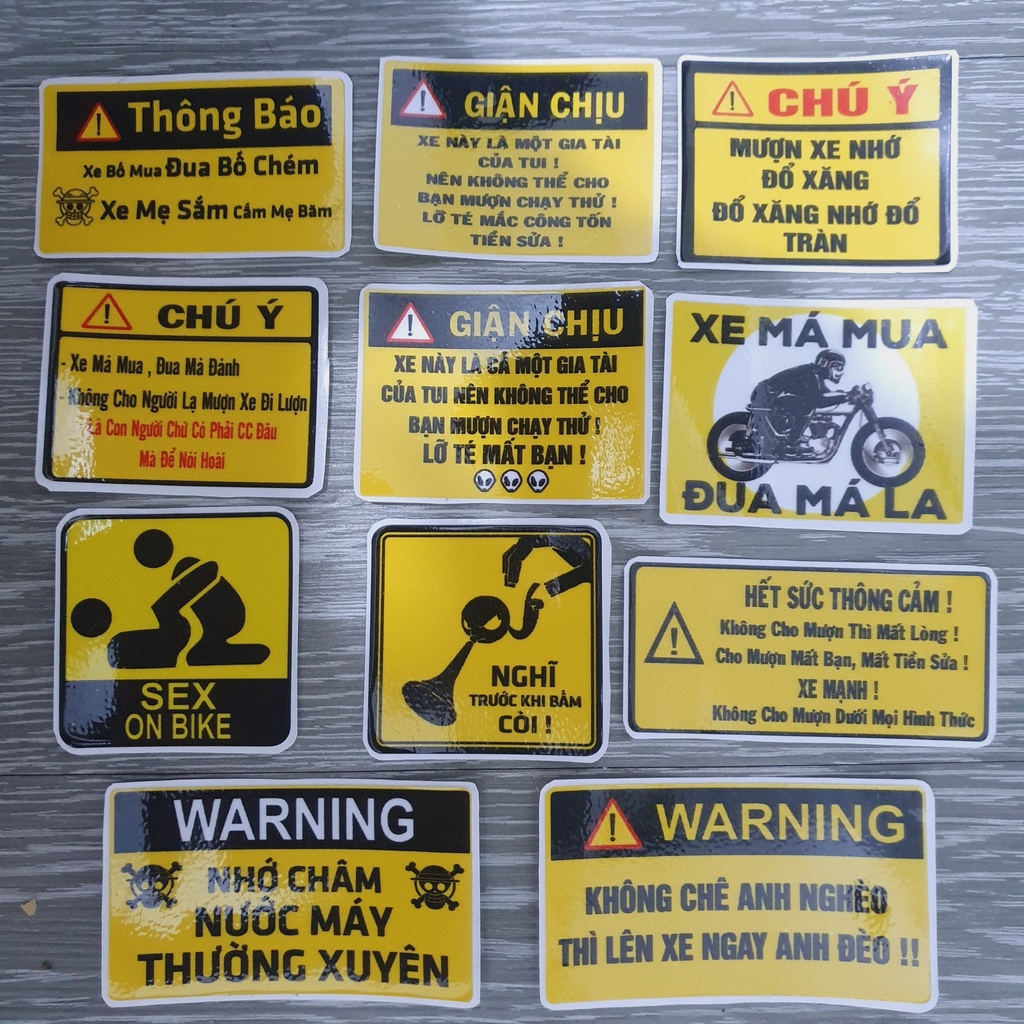 Thông Báo
Xe Bố Mua Đua Bố Chém
Xe Mẹ Sắm Cấm Mẹ Băm
GIẬN CHỊU
XE NÀY LÀ MỘT GIA TÀI
CỦA TUI !
NÊN KHÔNG THỂ CHO
BẠN MƯỢN CHẠY THỬ !
LỠ TÉ MẮC CÔNG TỐN
TIỀN SỬA !
CHÚ Ý
MƯỢN XE NHỚ
ĐỔ XĂNG
ĐỔ XĂNG NHỚ ĐỔ
TRÀN
CHÚ Ý
- Xe Má Mua , Đua Má Đánh
- Không Cho Người Lạ Mượn Xe Đi Lượn
Là Con Người Chứ Có Phải CC Đâu
Mà Để Nói Hoài
GIẬN CHỊU
XE NÀY LÀ CẢ MỘT GIA TÀI
CỦA TUI NÊN KHÔNG THỂ CHO
BẠN MƯỢN CHẠY THỬ !
LỠ TÉ MẤT BẠN !
XE MÁ MUA
ĐUA MÁ LA
SEX
ON BIKE
NGHĨ
TRƯỚC KHI BẤM
CÒI !
HẾT SỨC THÔNG CẢM !
Không Cho Mượn Thì Mất Lòng !
Cho Mượn Mất Bạn, Mất Tiền Sửa !
XE MẠNH !
Không Cho Mượn Dưới Mọi Hình Thức
WARNING
NHỚ CHÂM
NƯỚC MÁY
THƯỜNG XUYÊN
WARNING
KHÔNG CHÊ ANH NGHÈO
THÌ LÊN XE NGAY ANH ĐÈO !!